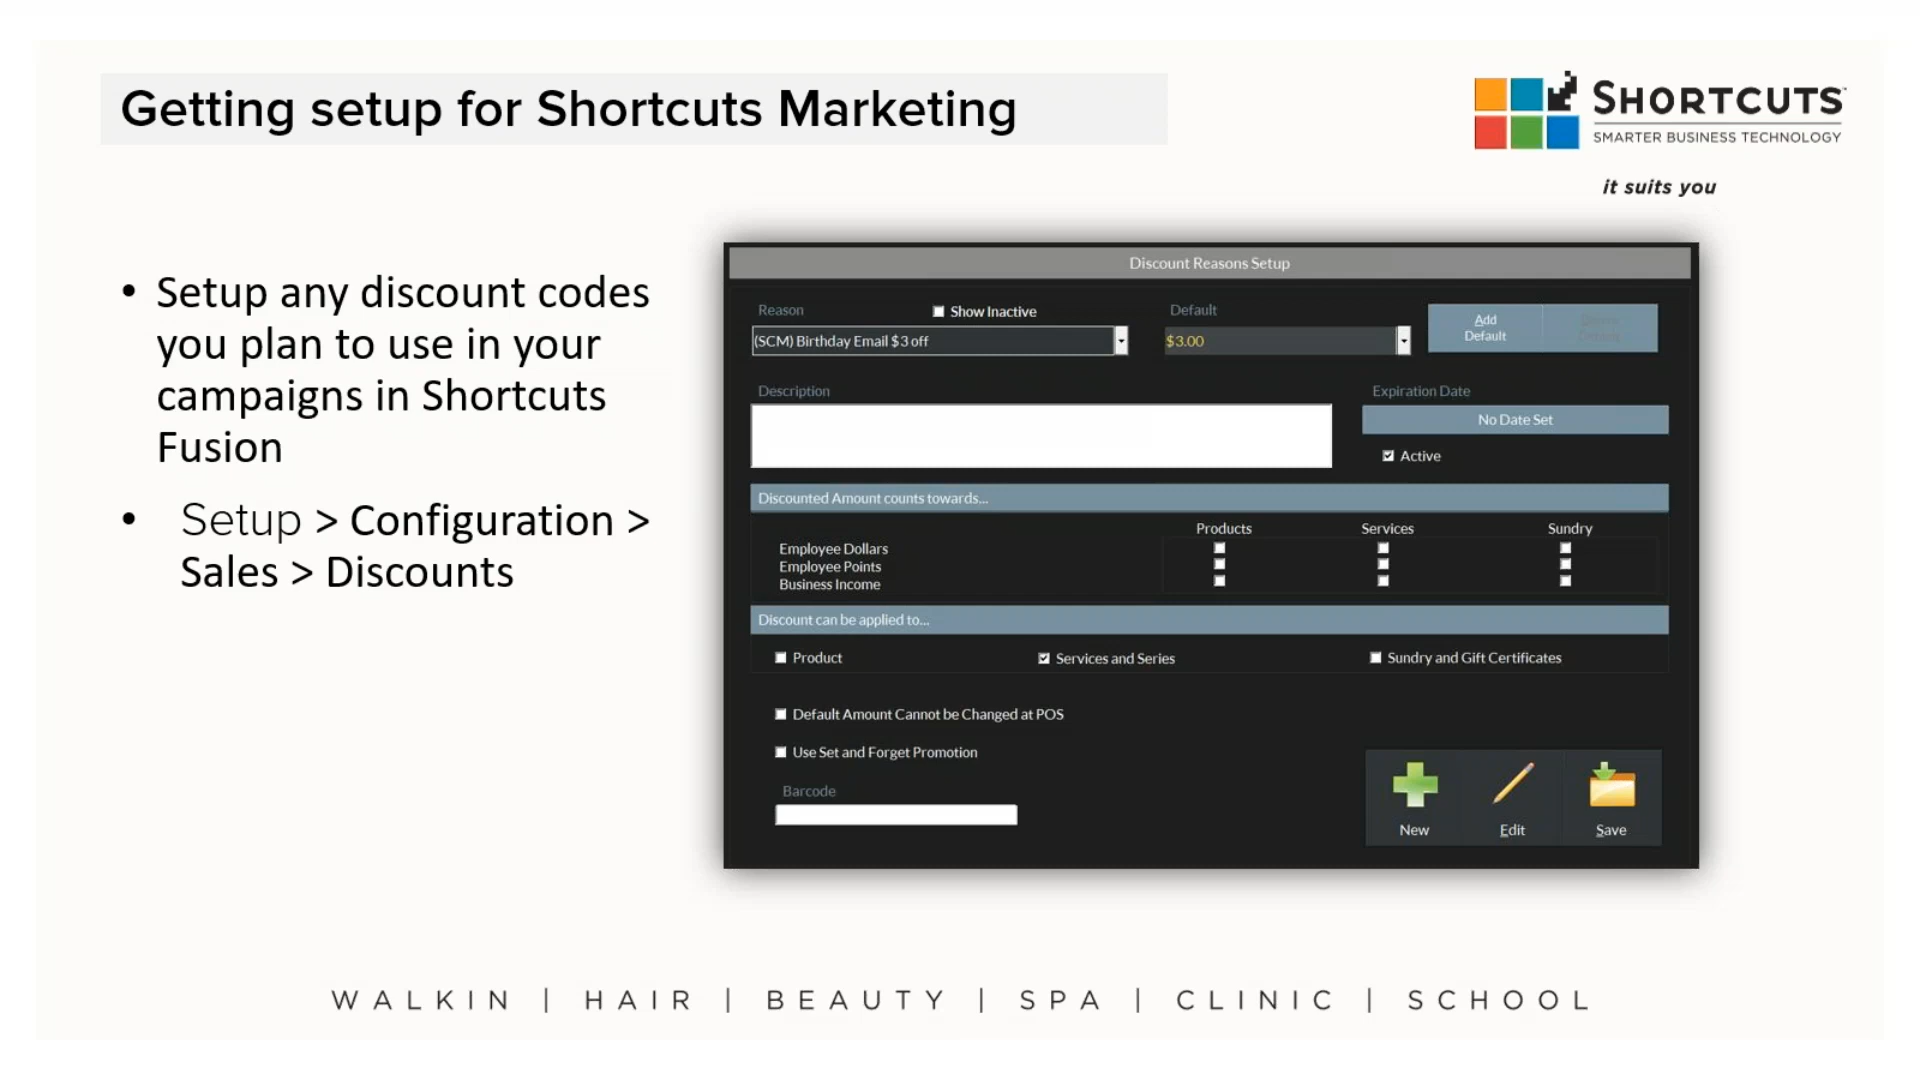 Getting setup for Shortcuts Marketing
SHORTCUTS
SMARTER BUSINESS TECHNOLOGY
it suits you
• Setup any discount codes
you plan to use in your
campaigns in Shortcuts
Fusion
• Setup > Configuration >
Sales > Discounts
Discount Reasons Setup
Reason
Show Inactive
Default
(SCM) Birthday Email $3 off
$3.00
Add
Default
Description
Expiration Date
No Date Set
Active
Discounted Amount counts towards...
Products Services Sundry
Employee Dollars
Employee Points
Business Income
Discount can be applied to...
Product Services and Series Sundry and Gift Certificates
Default Amount Cannot be Changed at POS
Use Set and Forget Promotion
Barcode
New Edit Save
WALKIN | HAIR | BEAUTY | SPA | CLINIC | SCHOOL